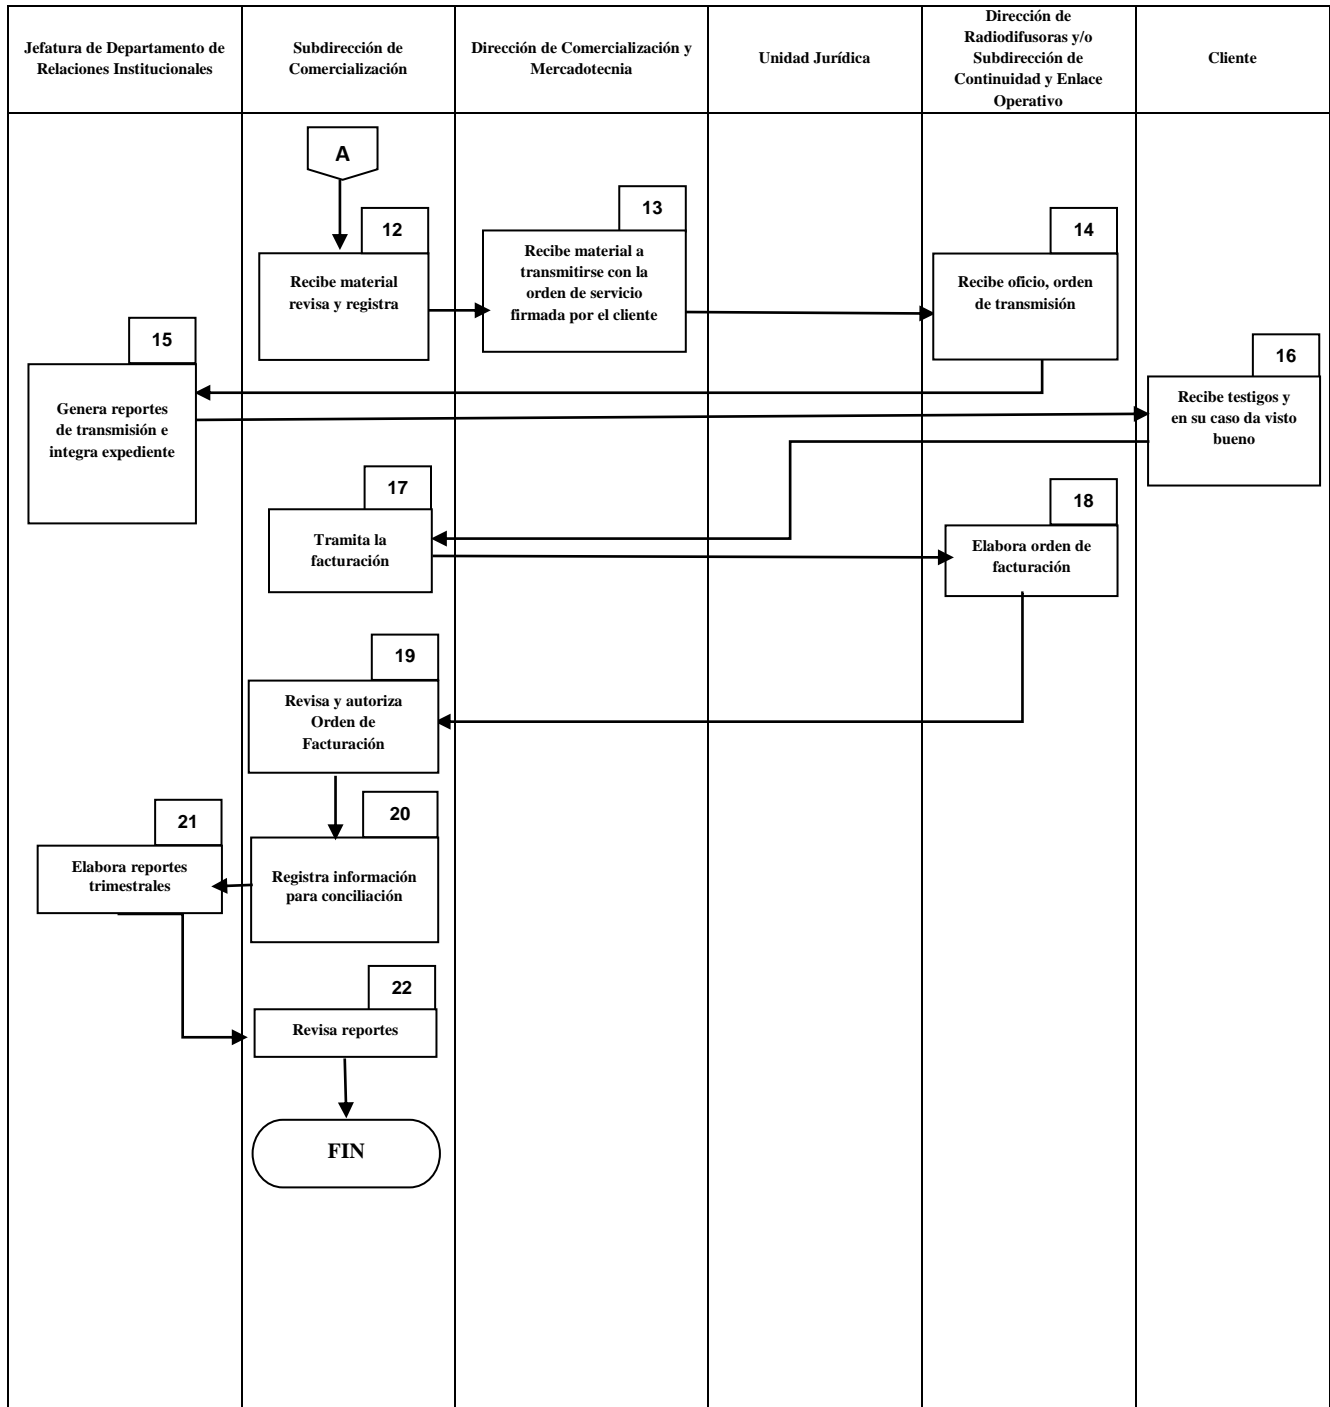 Jefatura de Departamento de
Relaciones Institucionales
Subdirección de
Comercialización
Dirección de Comercialización y
Mercadotecnia
Unidad Jurídica
Dirección de
Radiodifusoras y/o
Subdirección de
Continuidad y Enlace
Operativo
Cliente
A
12
Recibe material
revisa y registra
13
Recibe material a
transmitirse con la
orden de servicio
firmada por el cliente
14
Recibe oficio, orden
de transmisión
15
Genera reportes
de transmisión e
integra expediente
16
Recibe testigos y
en su caso da visto
bueno
17
Tramita la
facturación
18
Elabora orden de
facturación
19
Revisa y autoriza
Orden de
Facturación
20
Registra información
para conciliación
21
Elabora reportes
trimestrales
22
Revisa reportes
FIN